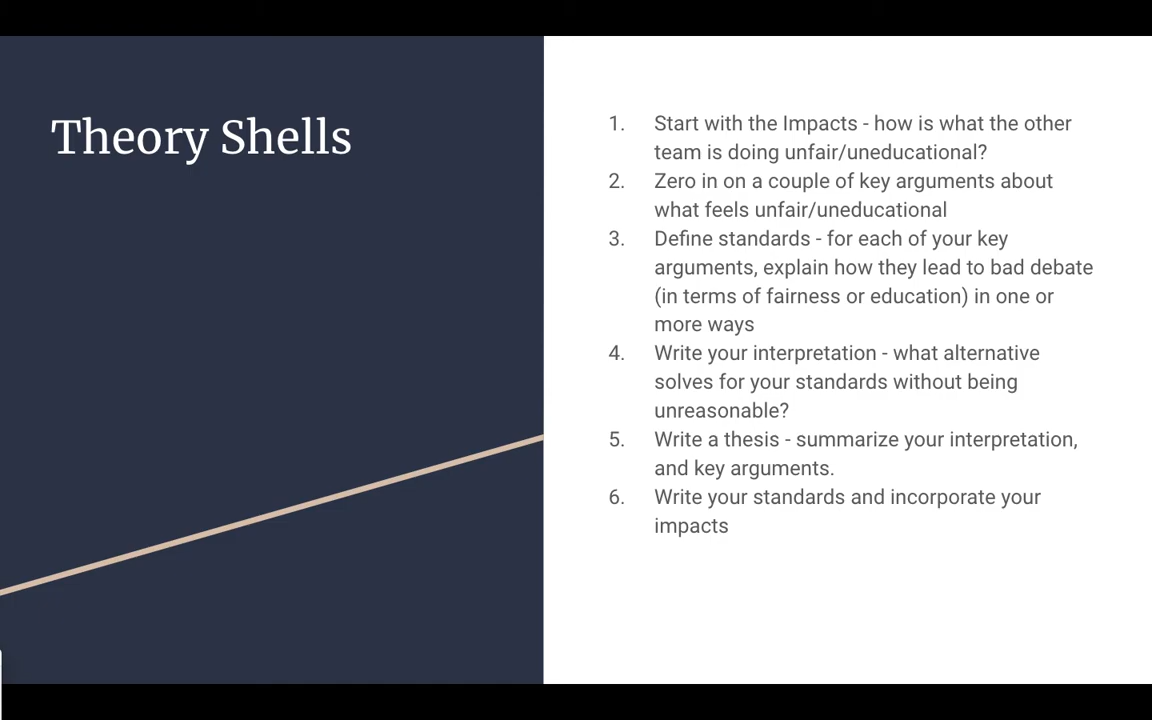 Theory Shells
1. Start with the Impacts - how is what the other
team is doing unfair/uneducational?
2. Zero in on a couple of key arguments about
what feels unfair/uneducational
3. Define standards - for each of your key
arguments, explain how they lead to bad debate
(in terms of fairness or education) in one or
more ways
4. Write your interpretation - what alternative
solves for your standards without being
unreasonable?
5. Write a thesis - summarize your interpretation,
and key arguments.
6. Write your standards and incorporate your
impacts